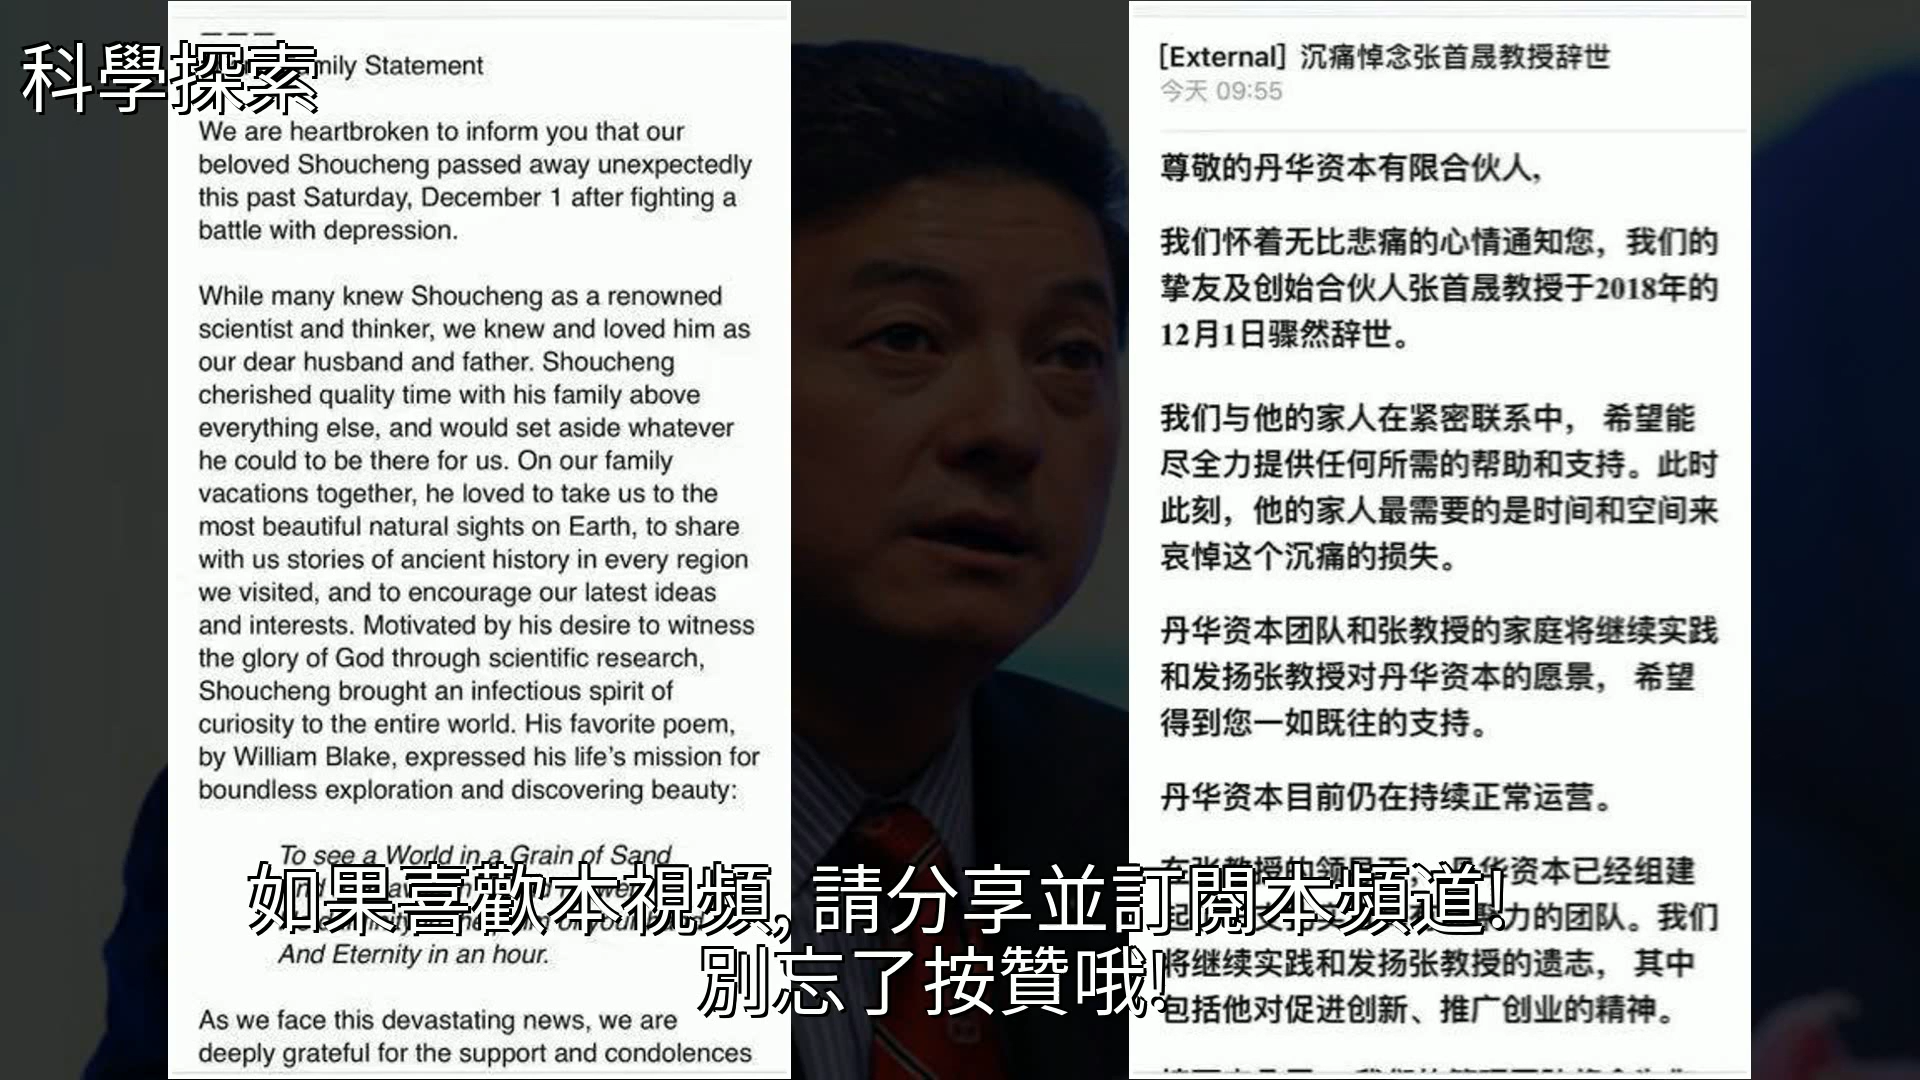 科學探索
mily Statement
We are heartbroken to inform you that our
beloved Shoucheng passed away unexpectedly
this past Saturday, December 1 after fighting a
battle with depression.
While many knew Shoucheng as a renowned
scientist and thinker, we knew and loved him as
our dear husband and father. Shoucheng
cherished quality time with his family above
everything else, and would set aside whatever
he could to be there for us. On our family
vacations together, he loved to take us to the
most beautiful natural sights on Earth, to share
with us stories of ancient history in every region
we visited, and to encourage our latest ideas
and interests. Motivated by his desire to witness
the glory of God through scientific research,
Shoucheng brought an infectious spirit of
curiosity to the entire world. His favorite poem,
by William Blake, expressed his life's mission for
boundless exploration and discovering beauty:
To see a World in a Grain of Sand
And Eternity in an hour.
As we face this devastating news, we are
deeply grateful for the support and condolences
[External] 沉痛悼念张首晟教授辞世
今天 09:55
尊敬的丹华资本有限合伙人,
我们怀着无比悲痛的心情通知您，我们的
挚友及创始合伙人张首晟教授于2018年的
12月1日骤然辞世。
我们与他的家人在紧密联系中， 希望能
尽全力提供任何所需的帮助和支持。此时
此刻，他的家人最需要的是时间和空间来
哀悼这个沉痛的损失。
丹华资本团队和张教授的家庭将继续实践
和发扬张教授对丹华资本的愿景， 希望
得到您一如既往的支持。
丹华资本目前仍在持续正常运营。
丹华资本已经组建
力的团队。我们
将继续实践和发扬张教授的遗志， 其中
包括他对促进创新、推广创业的精神。
如果喜歡本視頻, 請分享並訂閱本頻道!
別忘了按贊哦!